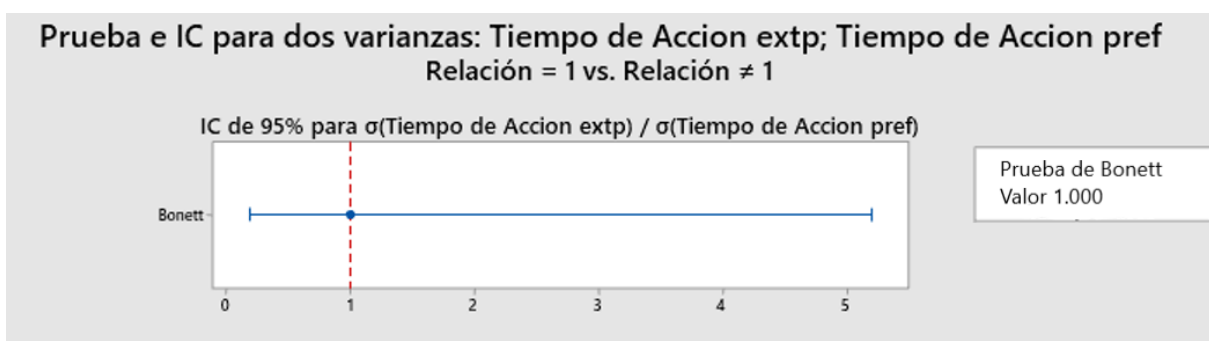 Prueba e IC para dos varianzas: Tiempo de Accion extp; Tiempo de Accion pref
Relación = 1 vs. Relación ≠ 1
IC de 95% para σ(Tiempo de Accion extp) / σ(Tiempo de Accion pref)
Prueba de Bonett
Valor 1.000
Bonett
0 1 2 3 4 5